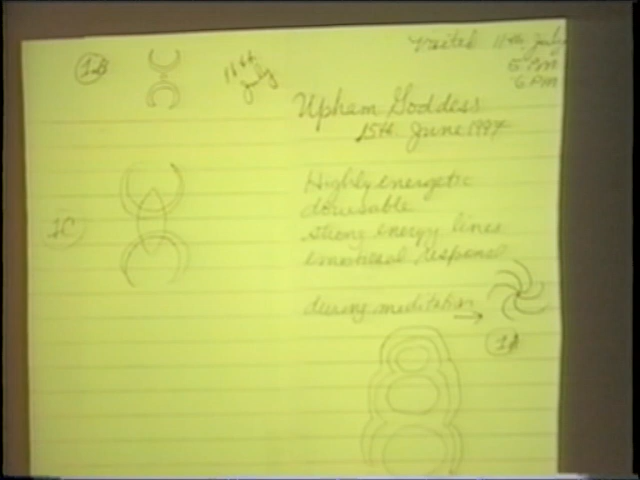 1B
11th
July
Visited 11th July
5 PM
6 PM
Upham Goddess
15th June 1997
Highly energetic
dowsable
strong energy lines
emotional response
during meditation →
1A
1C